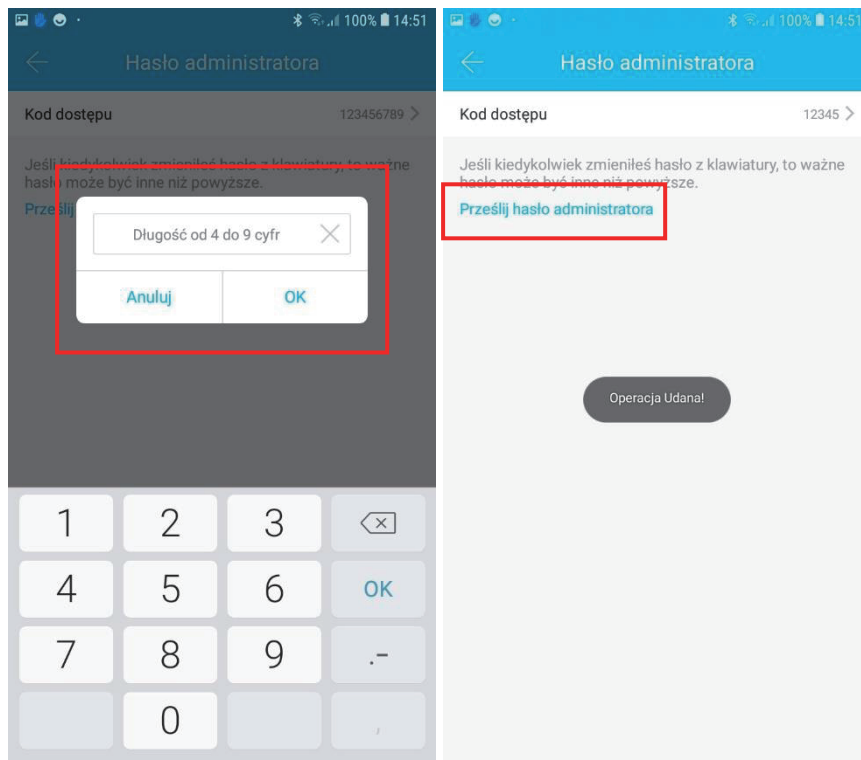 100% 14:51
Hasło administratora
Kod dostępu 123456789
Jeśli kiedykolwiek zmieniłeś hasło z klawiatury, to ważne
hasło może być inne niż powyższe.
Prześlij
Długość od 4 do 9 cyfr
Anuluj OK
1 2 3
4 5 6 OK
7 8 9 .-
0 ,
100% 14:51
Hasło administratora
Kod dostępu 12345
Jeśli kiedykolwiek zmieniłeś hasło z klawiatury, to ważne
hasło może być inne niż powyższe.
Prześlij hasło administratora
Operacja Udana!